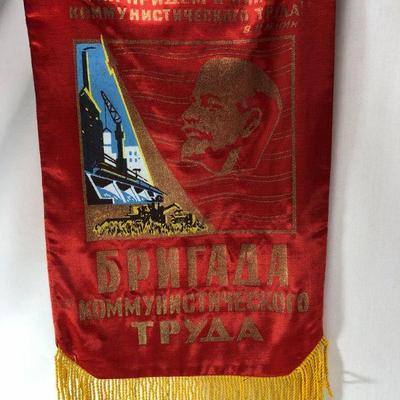 КОММУНИСТИЧЕСКОГО ТРУДА!
БРИГАДА
КОММУНИСТИЧЕСКОГО
ТРУДА